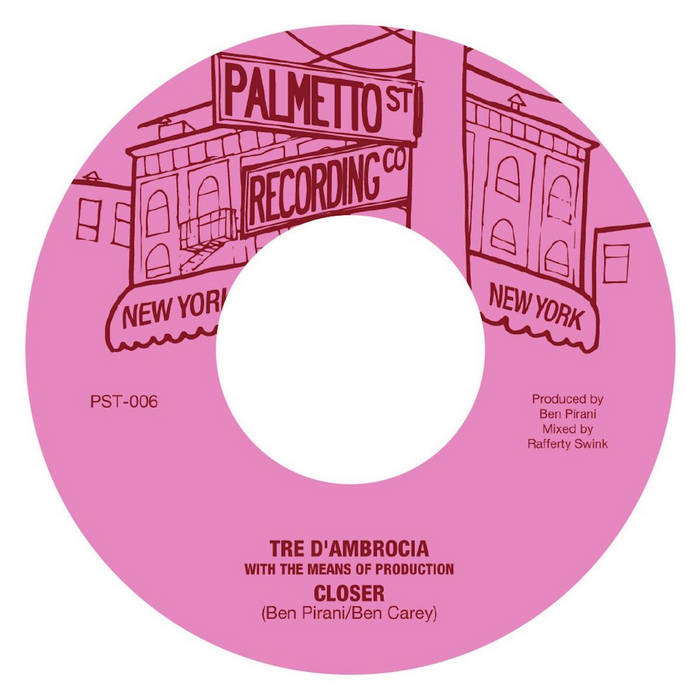 PALMETTO ST
RECORDING CO
NEW YORK
NEW YORK
PST-006
Produced by
Ben Pirani
Mixed by
Rafferty Swink
TRE D'AMBROCIA
WITH THE MEANS OF PRODUCTION
CLOSER
(Ben Pirani/Ben Carey)